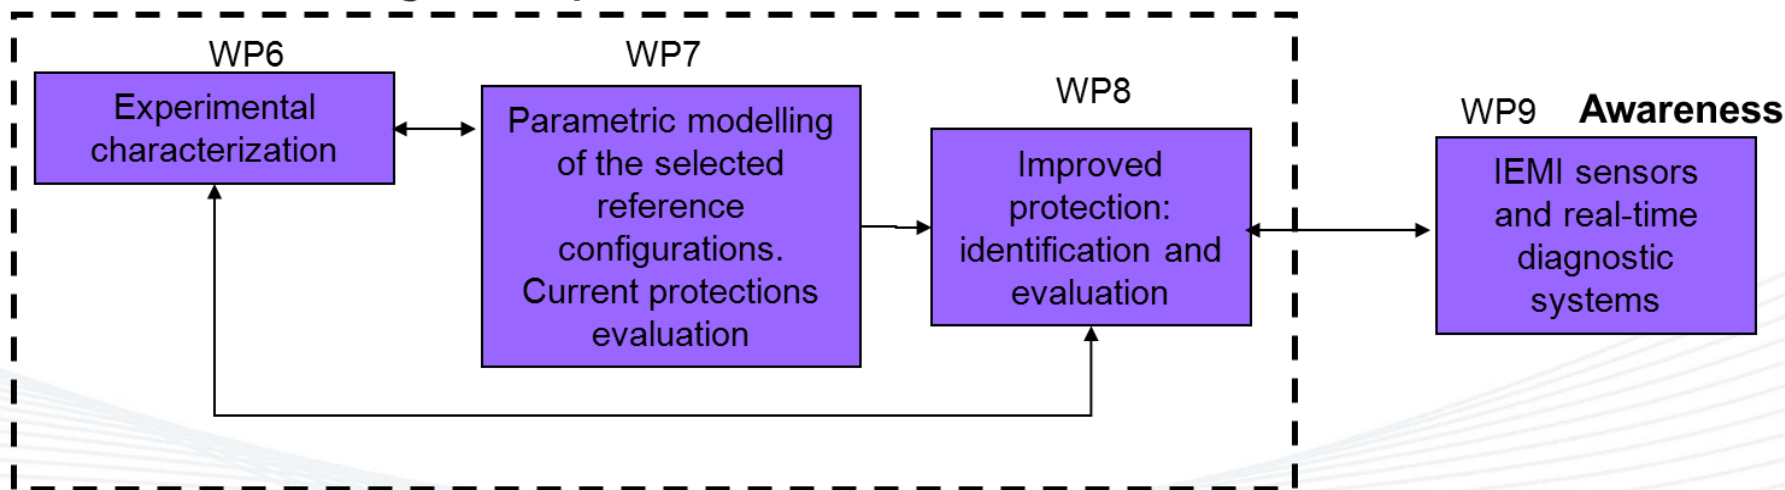 WP6
Experimental
characterization
WP7
Parametric modelling
of the selected
reference
configurations.
Current protections
evaluation
WP8
Improved
protection:
identification and
evaluation
WP9 Awareness
IEMI sensors
and real-time
diagnostic
systems